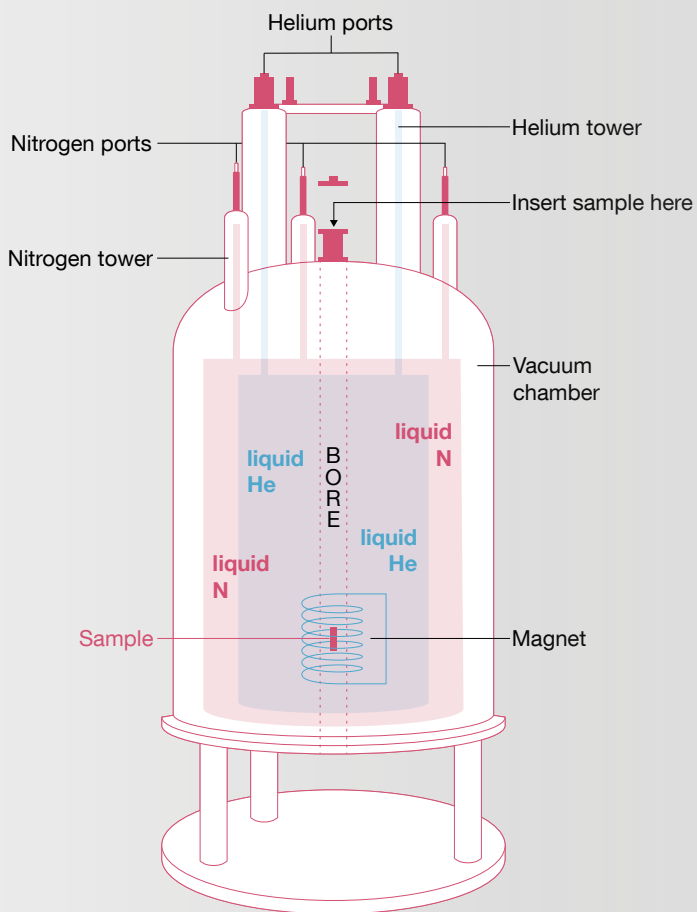 Helium ports
Helium tower
Nitrogen ports
Insert sample here
Nitrogen tower
Vacuum
chamber
liquid
N
liquid
He
B
O
R
E
liquid
He
liquid
N
Sample
Magnet